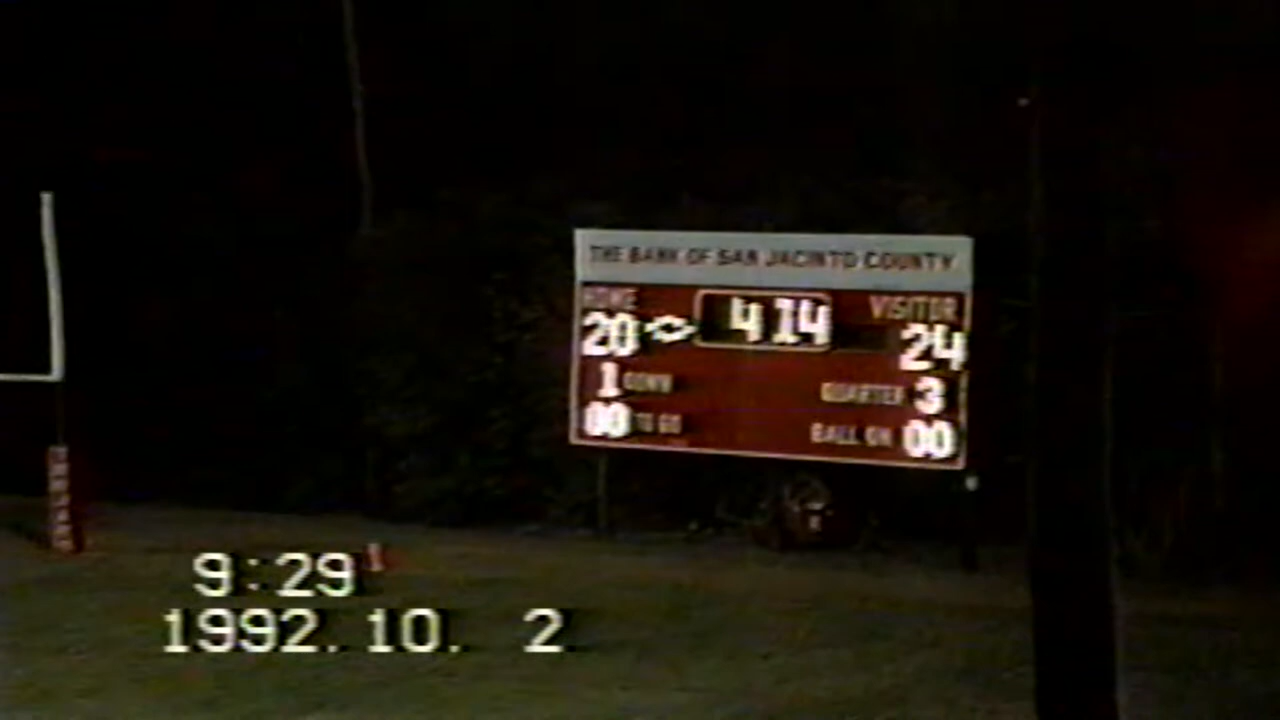 THE BANK OF SAN JACINTO COUNTY
HOME 4 14 VISITOR
20 24
1 DOWN QUARTER 3
00 TO GO BALL ON 00
9:29
1992.10. 2